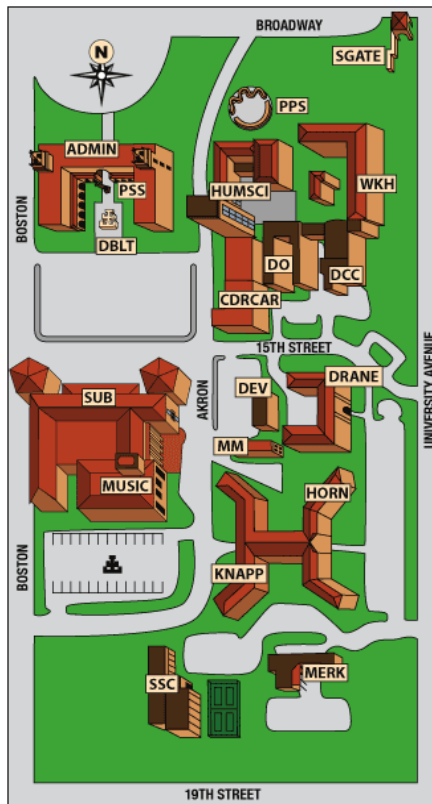 BROADWAY
SGATE
N
PPS
ADMIN
WKH
PSS
HUMSCI
BOSTON
DBLT
DO
DCC
CDRCAR
15TH STREET
UNIVERSITY AVENUE
DRANE
AKRON
DEV
SUB
MM
MUSIC
HORN
BOSTON
KNAPP
SSC
MERK
19TH STREET